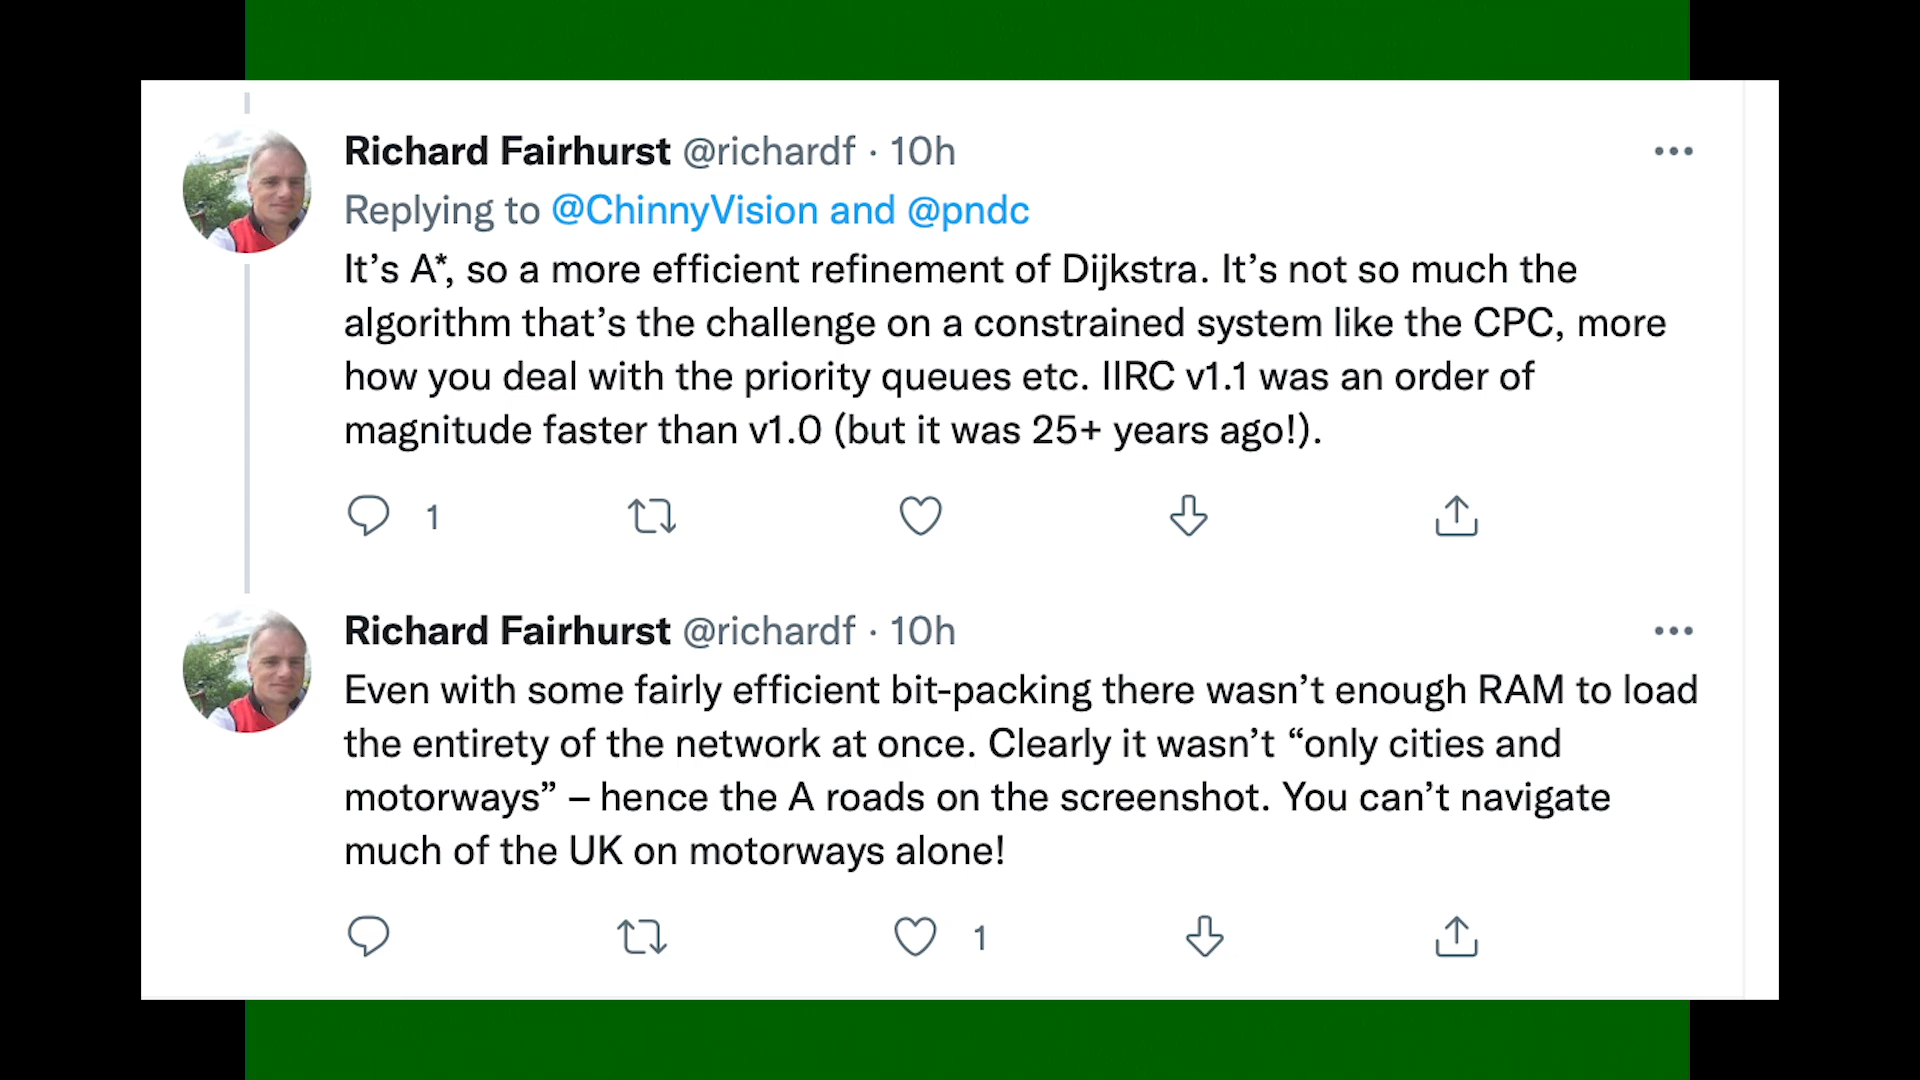 Richard Fairhurst @richardf · 10h
Replying to @ChinnyVision and @pndc
It’s A*, so a more efficient refinement of Dijkstra. It’s not so much the
algorithm that’s the challenge on a constrained system like the CPC, more
how you deal with the priority queues etc. IIRC v1.1 was an order of
magnitude faster than v1.0 (but it was 25+ years ago!).
1
Richard Fairhurst @richardf · 10h
Even with some fairly efficient bit-packing there wasn’t enough RAM to load
the entirety of the network at once. Clearly it wasn’t “only cities and
motorways” – hence the A roads on the screenshot. You can’t navigate
much of the UK on motorways alone!
1